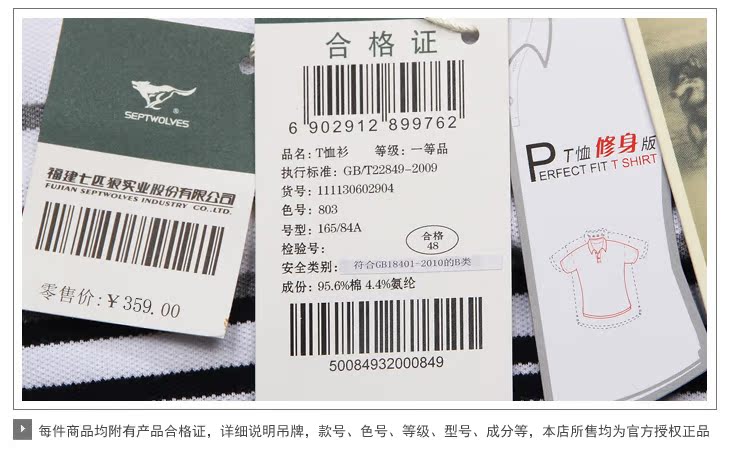 SEPTWOLVES
®
福建七匹狼实业股份有限公司
FUJIAN SEPTWOLVES INDUSTRY CO.,LTD.
零售价:￥359.00
合格证
6 902912 899762
品名: T恤衫 等级: 一等品
执行标准: GB/T22849-2009
货号: 111130602904
色号: 803
号型: 165/84A
检验号:
合格
48
安全类别: 符合GB18401-2010的B类
成份: 95.6%棉 4.4%氨纶
50084932000849
T恤修身版
PERFECT FIT T SHIRT
每件商品均附有产品合格证，详细说明吊牌，款号、色号、等级、型号、成分等，本店所售均为官方授权正品